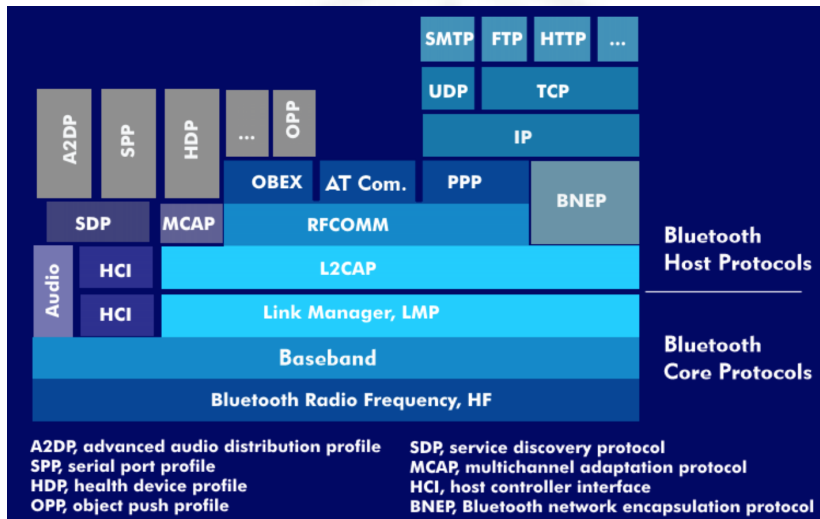 SMTP FTP HTTP ...
UDP TCP
A2DP SPP HDP ... OPP
IP
OBEX AT Com. PPP
BNEP
SDP MCAP RFCOMM
Bluetooth
Host Protocols
Audio HCI L2CAP
HCI Link Manager, LMP
Baseband
Bluetooth
Core Protocols
Bluetooth Radio Frequency, HF
A2DP, advanced audio distribution profile
SPP, serial port profile
HDP, health device profile
OPP, object push profile
SDP, service discovery protocol
MCAP, multichannel adaptation protocol
HCI, host controller interface
BNEP, Bluetooth network encapsulation protocol